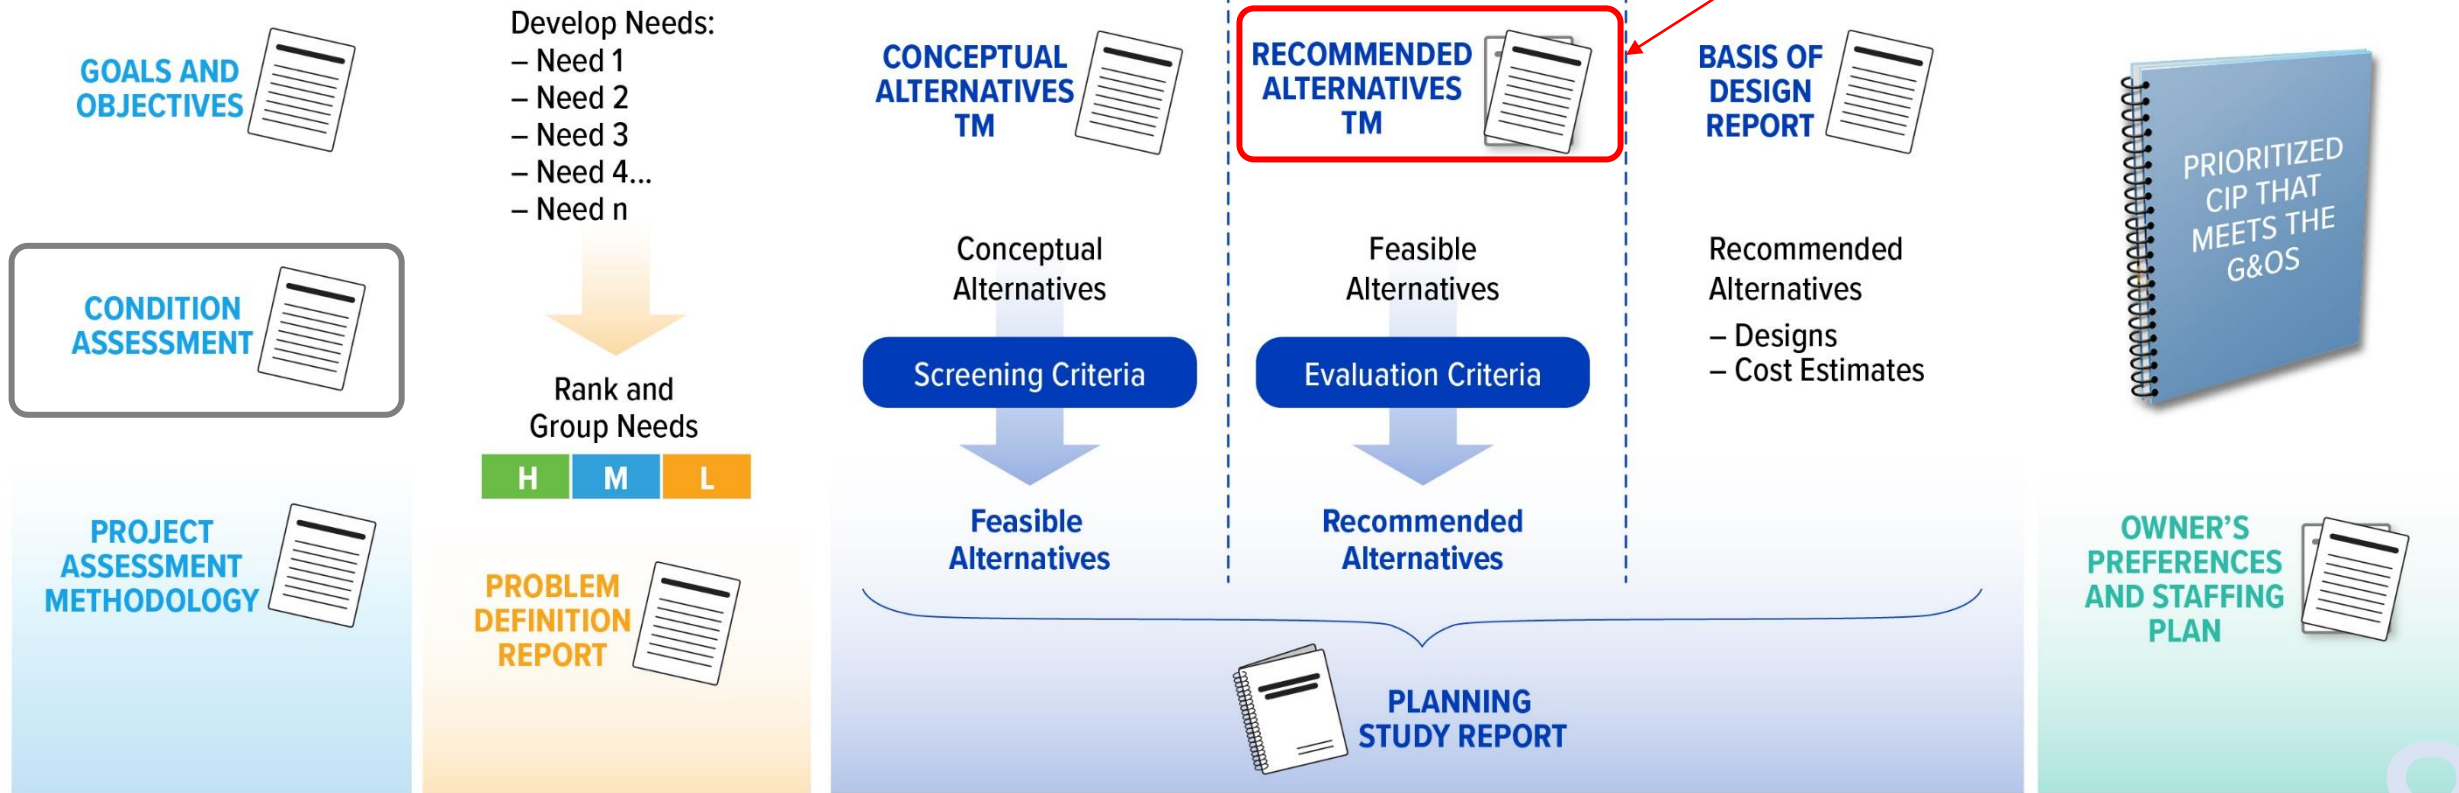 GOALS AND
OBJECTIVES
CONDITION
ASSESSMENT
PROJECT
ASSESSMENT
METHODOLOGY
Develop Needs:
– Need 1
– Need 2
– Need 3
– Need 4...
– Need n
Rank and
Group Needs
H M L
PROBLEM
DEFINITION
REPORT
CONCEPTUAL
ALTERNATIVES
TM
Conceptual
Alternatives
Screening Criteria
Feasible
Alternatives
RECOMMENDED
ALTERNATIVES
TM
Feasible
Alternatives
Evaluation Criteria
Recommended
Alternatives
BASIS OF
DESIGN
REPORT
Recommended
Alternatives
– Designs
– Cost Estimates
PLANNING
STUDY REPORT
PRIORITIZED
CIP THAT
MEETS THE
G&OS
OWNER'S
PREFERENCES
AND STAFFING
PLAN